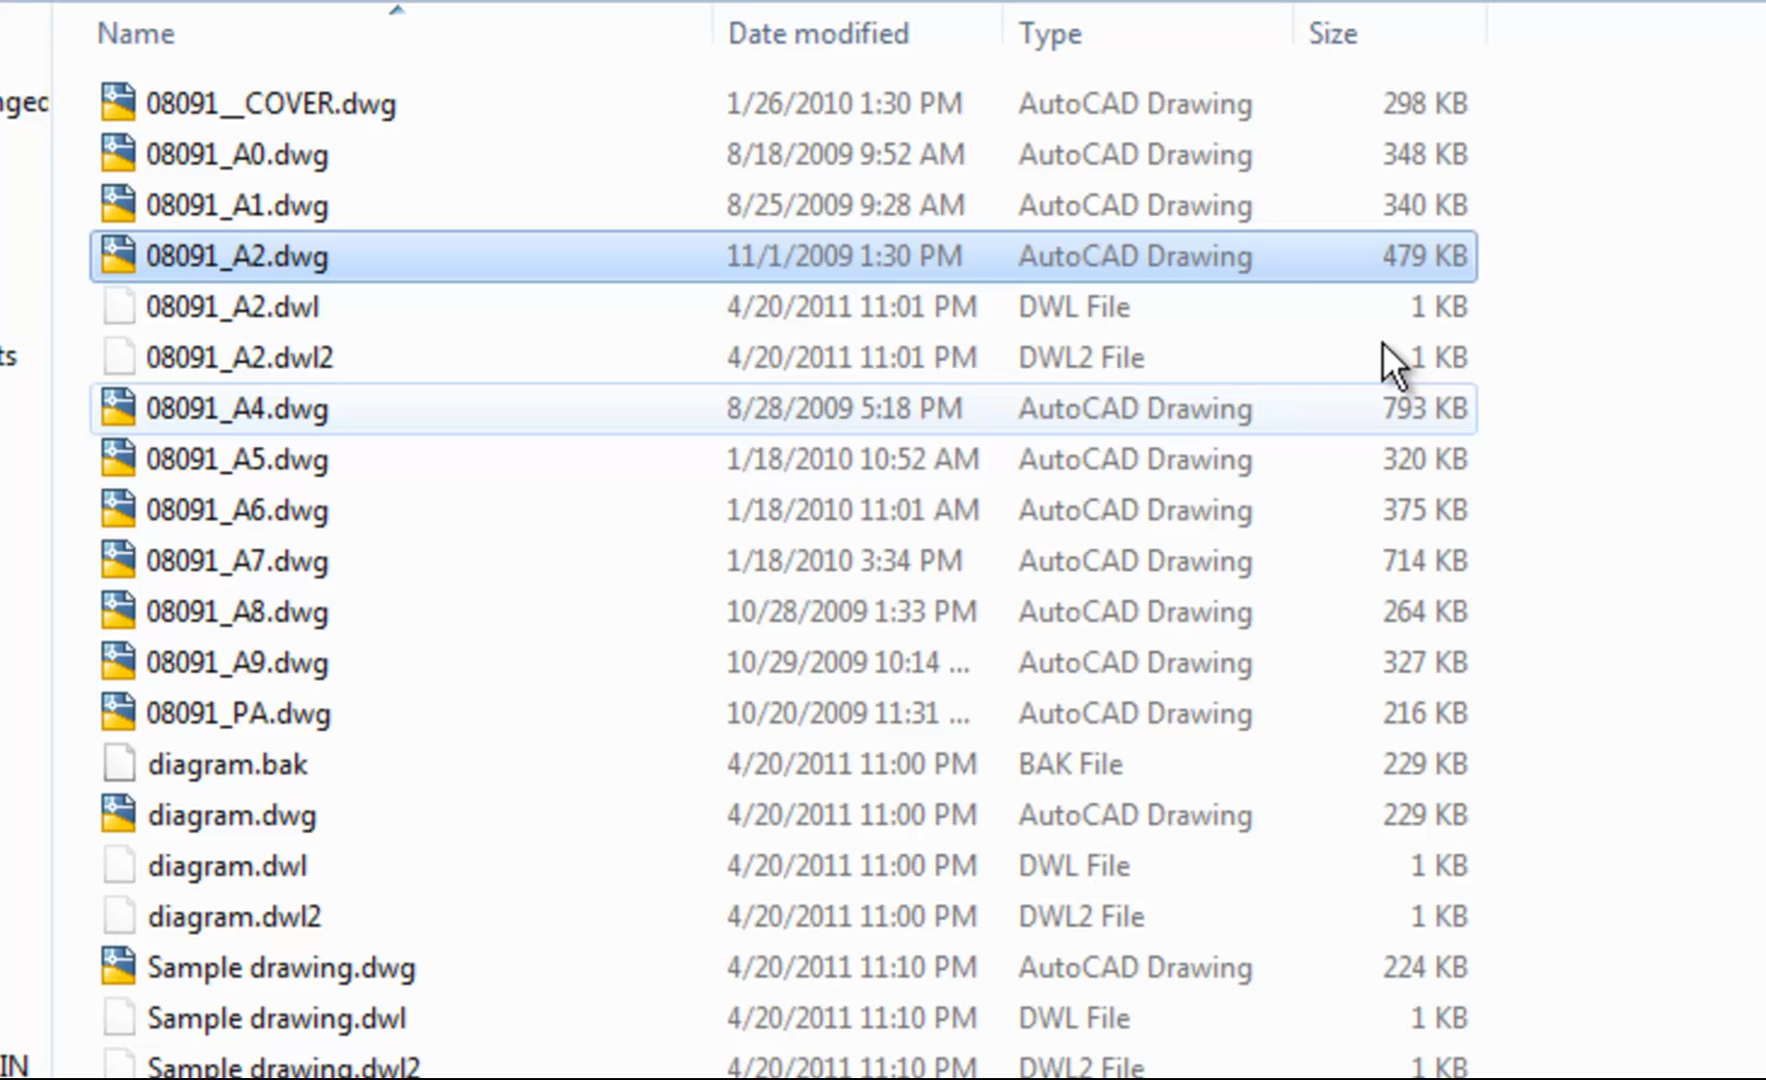 Name Date modified Type Size
nged
08091__COVER.dwg 1/26/2010 1:30 PM AutoCAD Drawing 298 KB
08091_A0.dwg 8/18/2009 9:52 AM AutoCAD Drawing 348 KB
08091_A1.dwg 8/25/2009 9:28 AM AutoCAD Drawing 340 KB
08091_A2.dwg 11/1/2009 1:30 PM AutoCAD Drawing 479 KB
08091_A2.dwl 4/20/2011 11:01 PM DWL File 1 KB
ts
08091_A2.dwl2 4/20/2011 11:01 PM DWL2 File 1 KB
08091_A4.dwg 8/28/2009 5:18 PM AutoCAD Drawing 793 KB
08091_A5.dwg 1/18/2010 10:52 AM AutoCAD Drawing 320 KB
08091_A6.dwg 1/18/2010 11:01 AM AutoCAD Drawing 375 KB
08091_A7.dwg 1/18/2010 3:34 PM AutoCAD Drawing 714 KB
08091_A8.dwg 10/28/2009 1:33 PM AutoCAD Drawing 264 KB
08091_A9.dwg 10/29/2009 10:14 ... AutoCAD Drawing 327 KB
08091_PA.dwg 10/20/2009 11:31 ... AutoCAD Drawing 216 KB
diagram.bak 4/20/2011 11:00 PM BAK File 229 KB
diagram.dwg 4/20/2011 11:00 PM AutoCAD Drawing 229 KB
diagram.dwl 4/20/2011 11:00 PM DWL File 1 KB
diagram.dwl2 4/20/2011 11:00 PM DWL2 File 1 KB
Sample drawing.dwg 4/20/2011 11:10 PM AutoCAD Drawing 224 KB
Sample drawing.dwl 4/20/2011 11:10 PM DWL File 1 KB
IN
Sample drawing.dwl2 4/20/2011 11:10 PM DWL2 File 1 KB